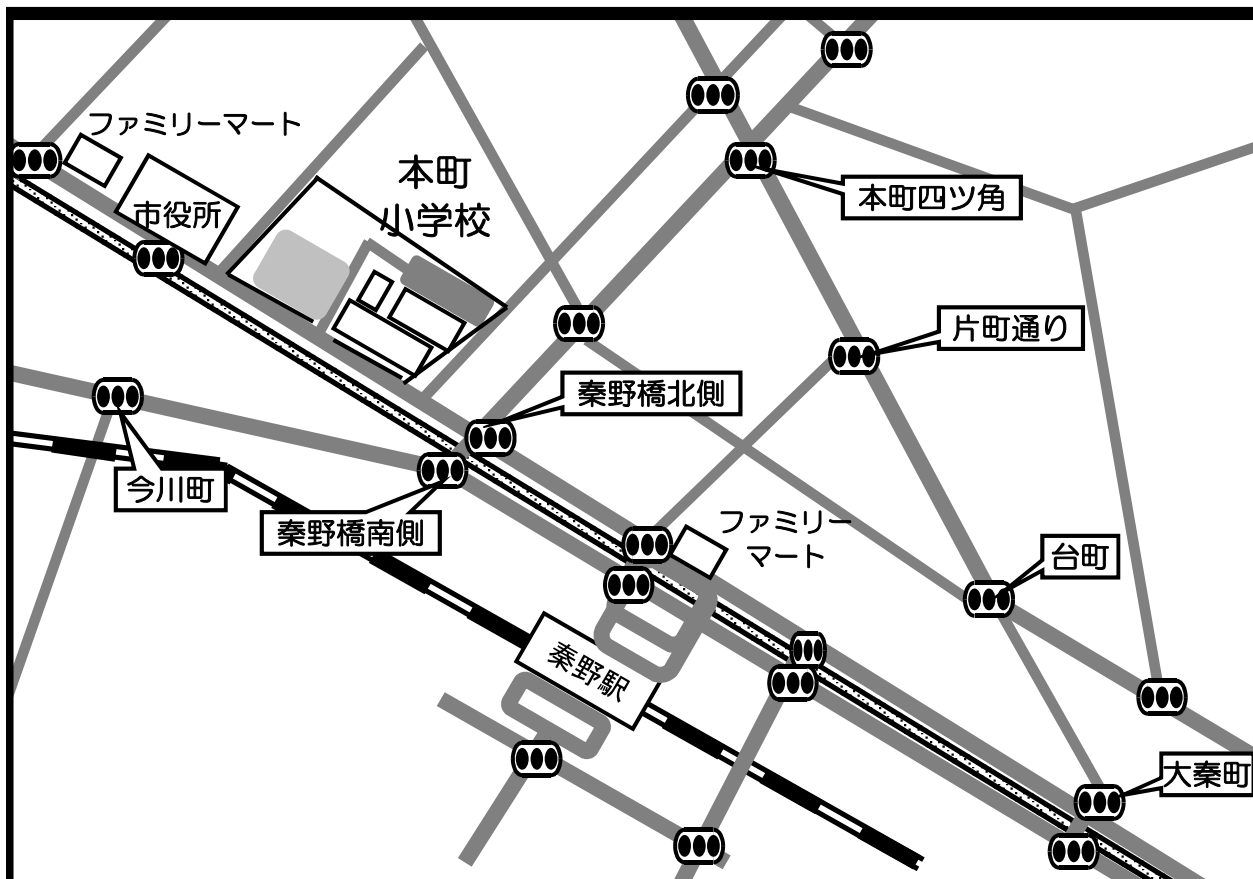 ファミリーマート
本町
小学校
市役所
本町四ツ角
片町通り
秦野橋北側
今川町
秦野橋南側
ファミリー
マート
台町
秦野駅
大秦町